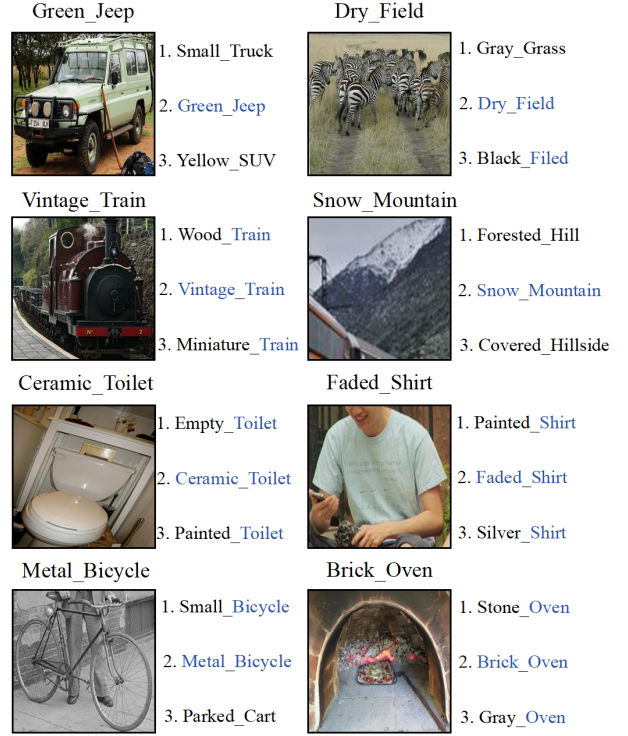 Green_Jeep
1. Small_Truck
2. Green_Jeep
3. Yellow_SUV
Dry_Field
1. Gray_Grass
2. Dry_Field
3. Black_Filed
Vintage_Train
1. Wood_Train
2. Vintage_Train
3. Miniature_Train
Snow_Mountain
1. Forested_Hill
2. Snow_Mountain
3. Covered_Hillside
Ceramic_Toilet
1. Empty_Toilet
2. Ceramic_Toilet
3. Painted_Toilet
Faded_Shirt
1. Painted_Shirt
2. Faded_Shirt
3. Silver_Shirt
Metal_Bicycle
1. Small_Bicycle
2. Metal_Bicycle
3. Parked_Cart
Brick_Oven
1. Stone_Oven
2. Brick_Oven
3. Gray_Oven